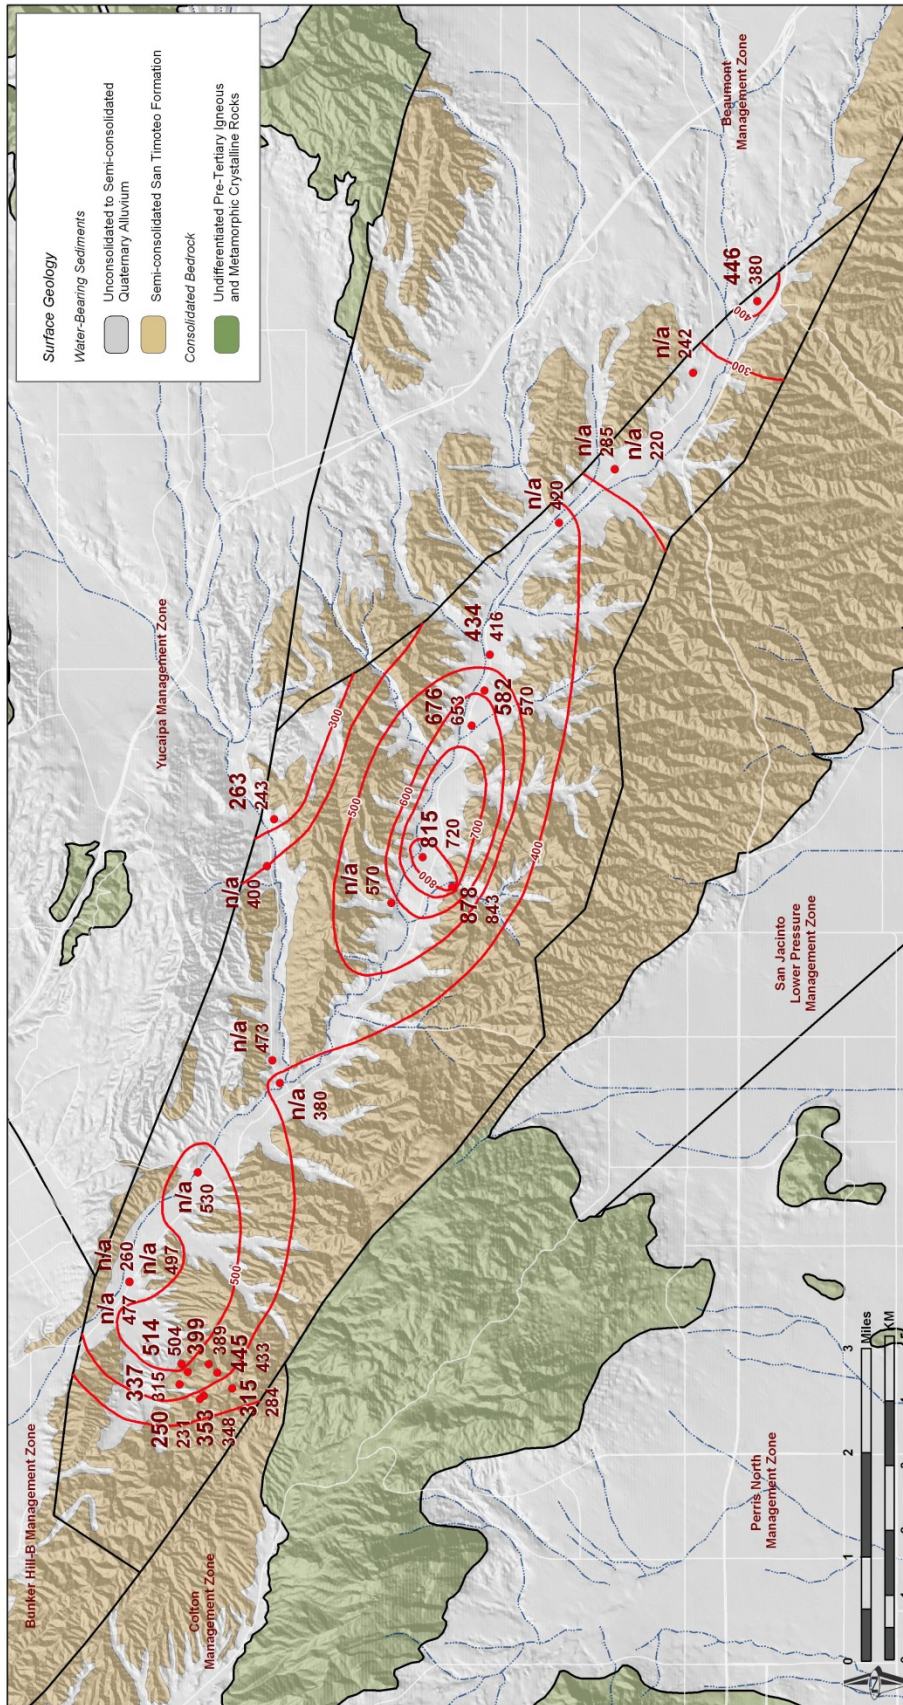 Surface Geology
Water-Bearing Sediments
Unconsolidated to Semi-consolidated
Quaternary Alluvium
Semi-consolidated San Timoteo Formation
Consolidated Bedrock
Undifferentiated Pre-Tertiary Igneous
and Metamorphic Crystalline Rocks
Bunker Hill-B Management Zone
Yucaipa Management Zone
Beaumont
Management Zone
Colton
Management Zone
San Jacinto
Lower Pressure
Management Zone
Perris North
Management Zone
n/a
477
n/a
260
n/a
497
514
504
337
315
399
389
250
231
353
348
445
433
315
284
n/a
530
n/a
473
n/a
380
n/a
400
263
243
n/a
570
815
720
878
843
676
653
582
570
434
416
n/a
420
n/a
285
n/a
220
n/a
242
446
380
500
300
500
600
700
800
400
300
400
0
1
2
3
Miles
KM
N